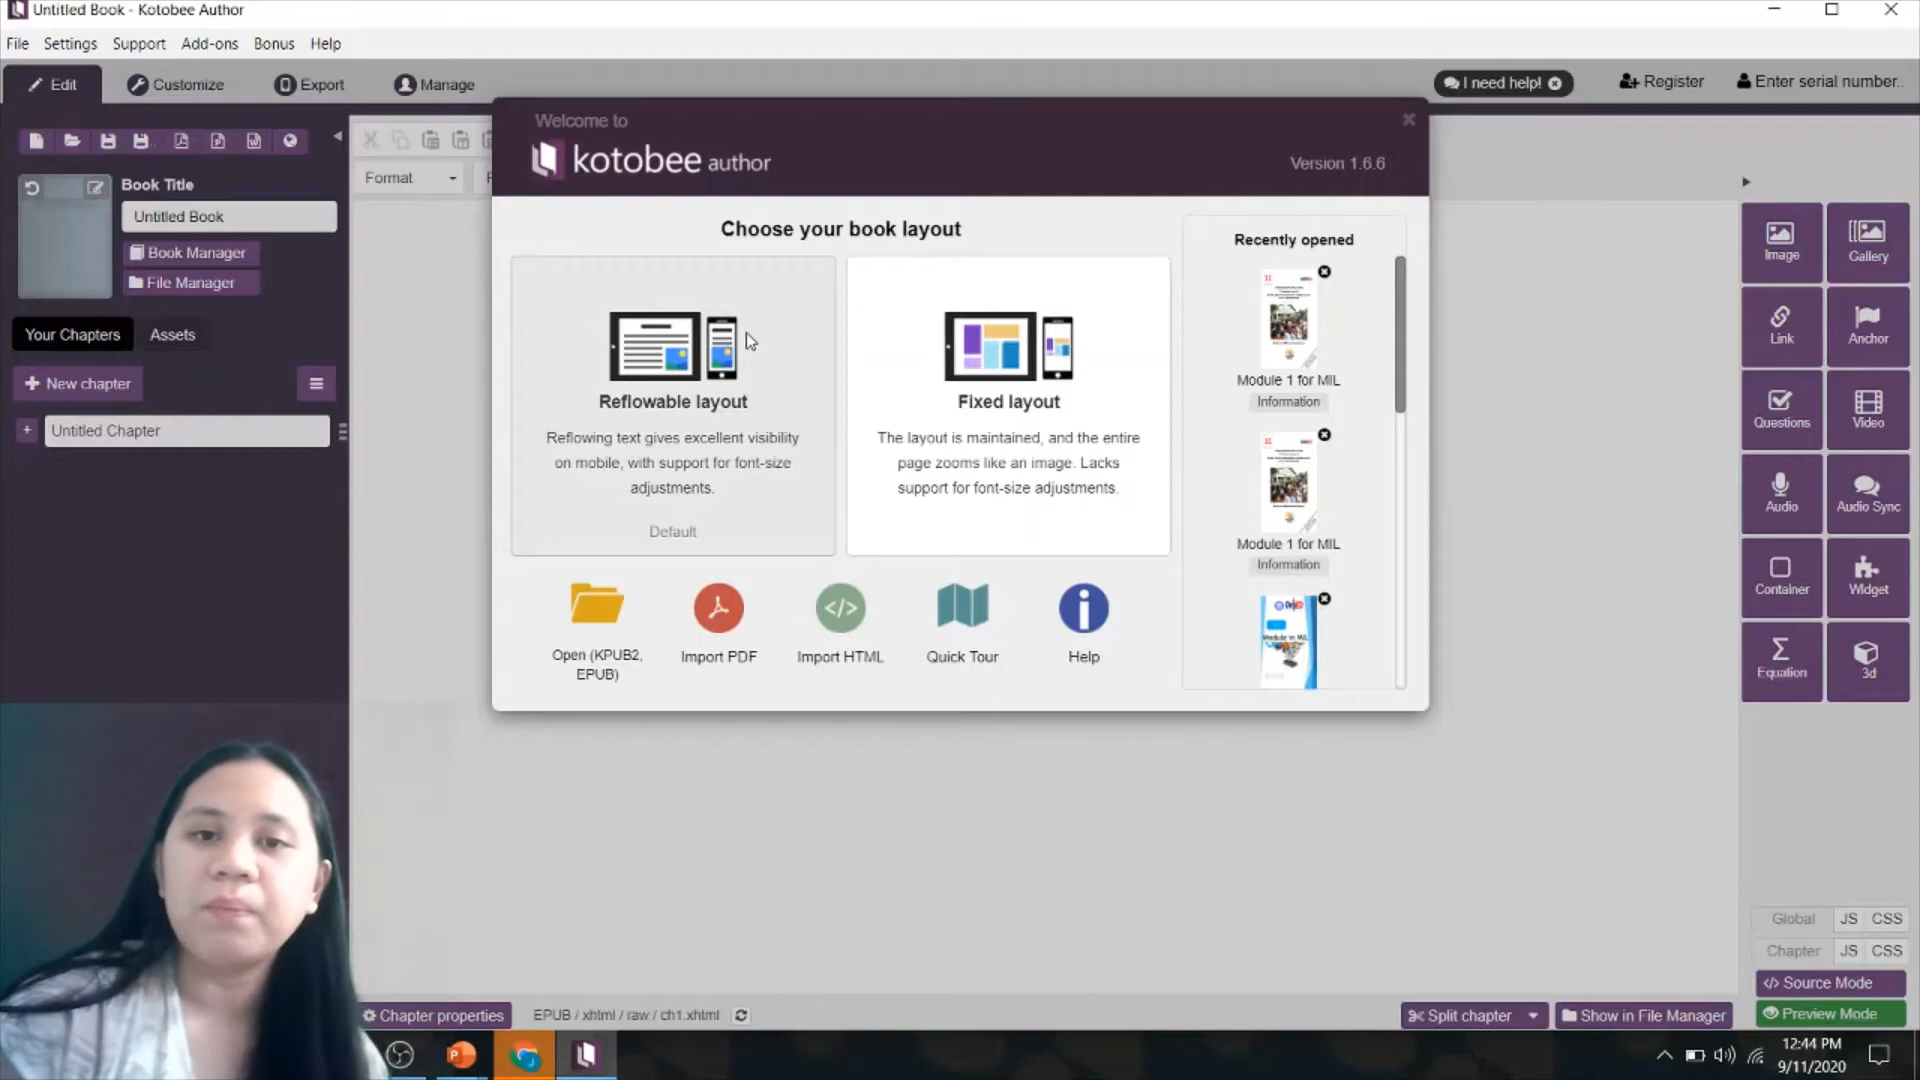 Untitled Book - Kotobee Author
File Settings Support Add-ons Bonus Help
Edit Customize Export Manage
I need help! Register Enter serial number..
Book Title
Untitled Book
Book Manager
File Manager
Your Chapters Assets
New chapter
Untitled Chapter
Format
Welcome to
kotobee author
Version 1.6.6
Choose your book layout
Reflowable layout
Reflowing text gives excellent visibility
on mobile, with support for font-size
adjustments.
Default
Fixed layout
The layout is maintained, and the entire
page zooms like an image. Lacks
support for font-size adjustments.
Open (KPUB2,
EPUB)
Import PDF
Import HTML
Quick Tour
Help
Recently opened
Module 1 for MIL
Information
Module 1 for MIL
Information
Image Gallery
Link Anchor
Questions Video
Audio Audio Sync
Container Widget
Equation 3d
Global JS CSS
Chapter JS CSS
</> Source Mode
Preview Mode
Chapter properties EPUB / xhtml / raw / ch1.xhtml
Split chapter Show in File Manager
12:44 PM
9/11/2020